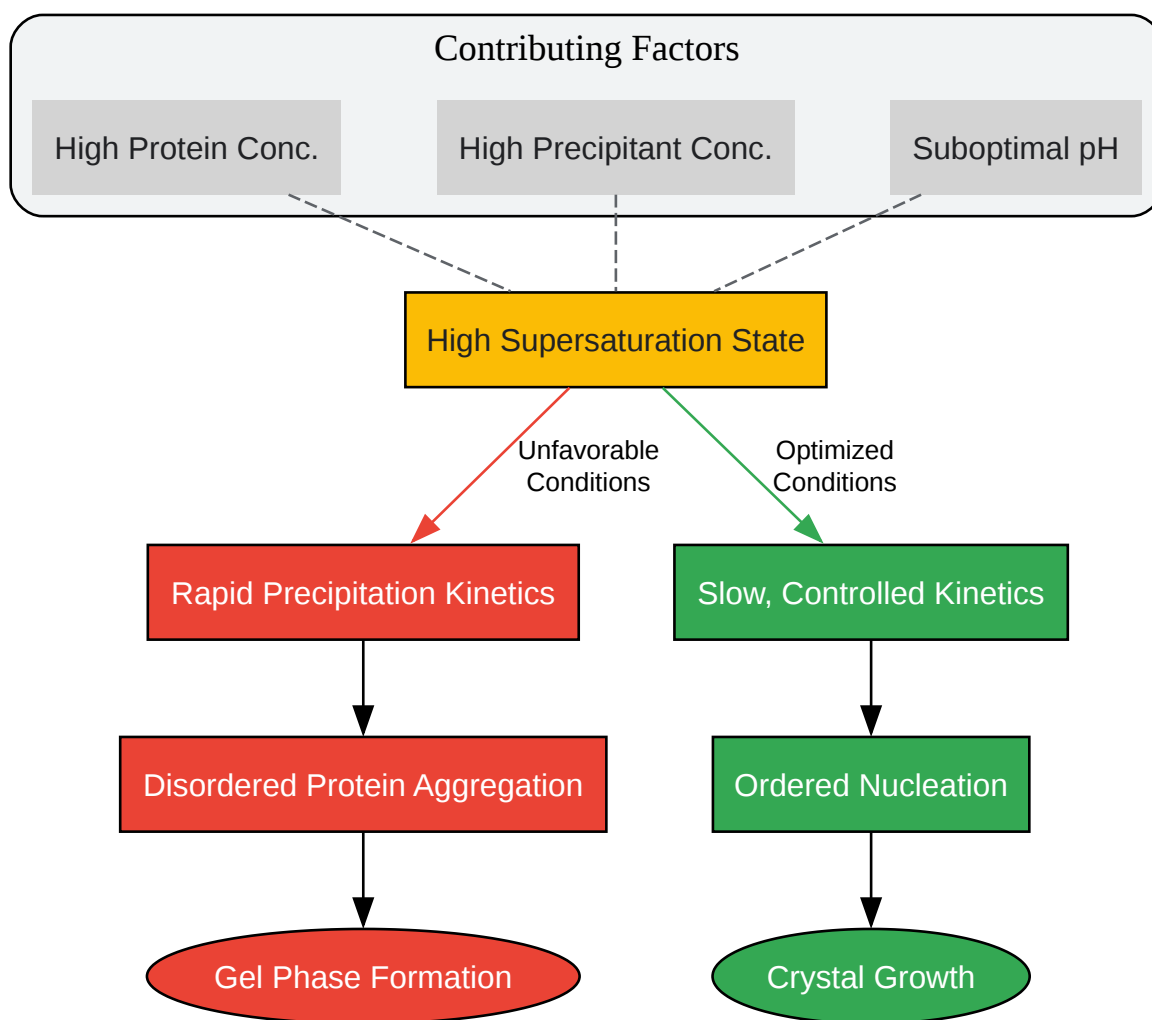 Contributing Factors
High Protein Conc.
High Precipitant Conc.
Suboptimal pH
High Supersaturation State
Unfavorable
Conditions
Optimized
Conditions
Rapid Precipitation Kinetics
Slow, Controlled Kinetics
Disordered Protein Aggregation
Ordered Nucleation
Gel Phase Formation
Crystal Growth